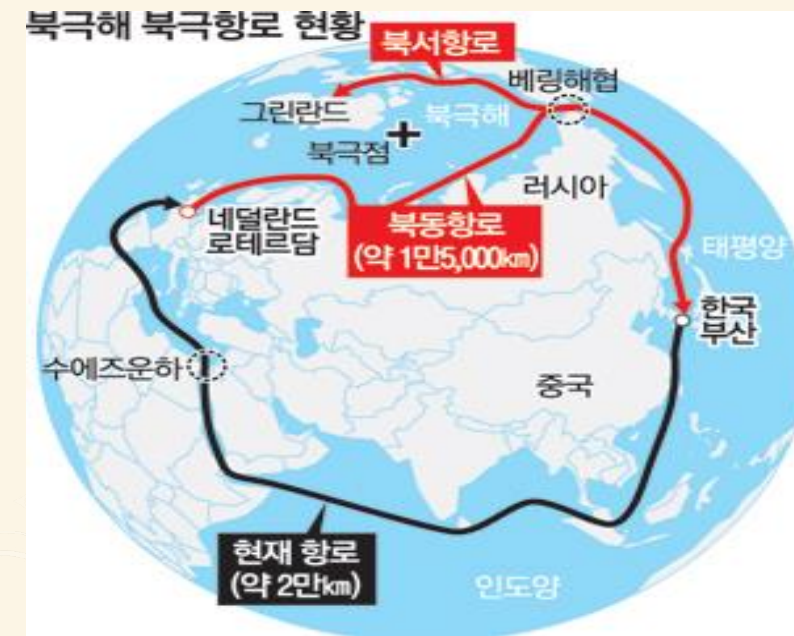 북극해 북극항로 현황
북서항로
베링해협
그린란드
북극해
북극점
러시아
네덜란드
로테르담
북동항로
(약 1만5,000㎞)
태평양
한국
부산
수에즈운하
중국
현재 항로
(약 2만㎞)
인도양